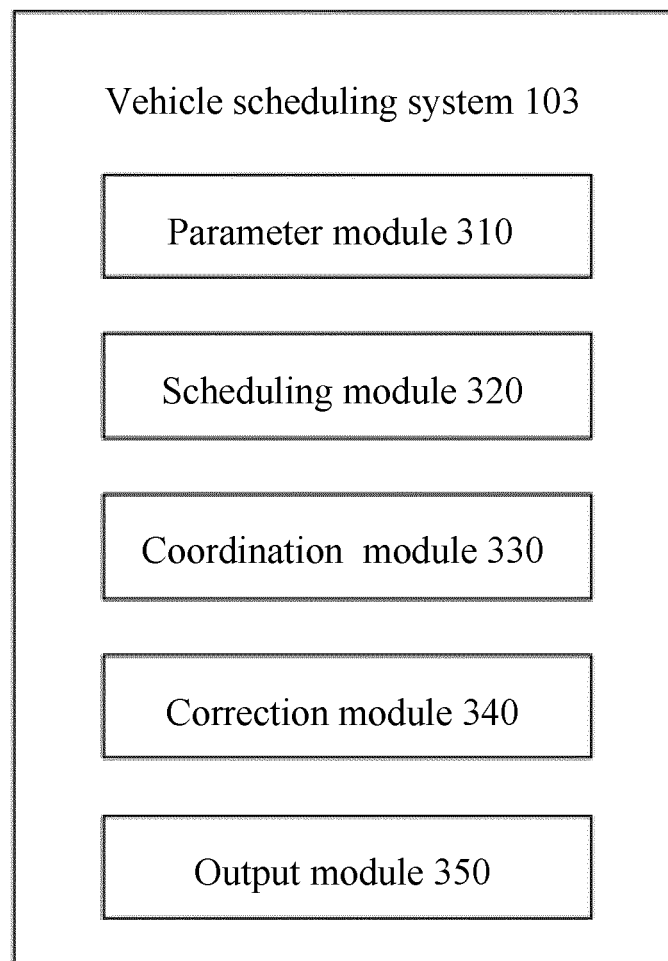 Vehicle scheduling system 103
Parameter module 310
Scheduling module 320
Coordination  module 330
Correction module 340
Output module 350